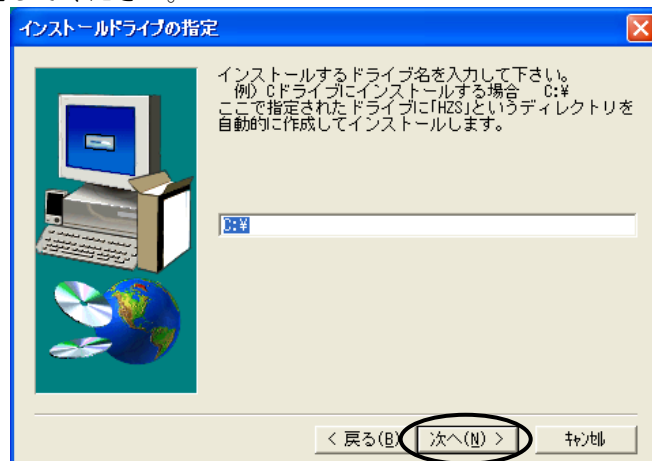 インストールドライブの指定
インストールするドライブ名を入力して下さい。
例) Cドライブにインストールする場合 C:¥
ここで指定されたドライブに「HZS」というディレクトリを
自動的に作成してインストールします。
C:¥
< 戻る(B) 次へ(N) > ｷｬﾝｾﾙ